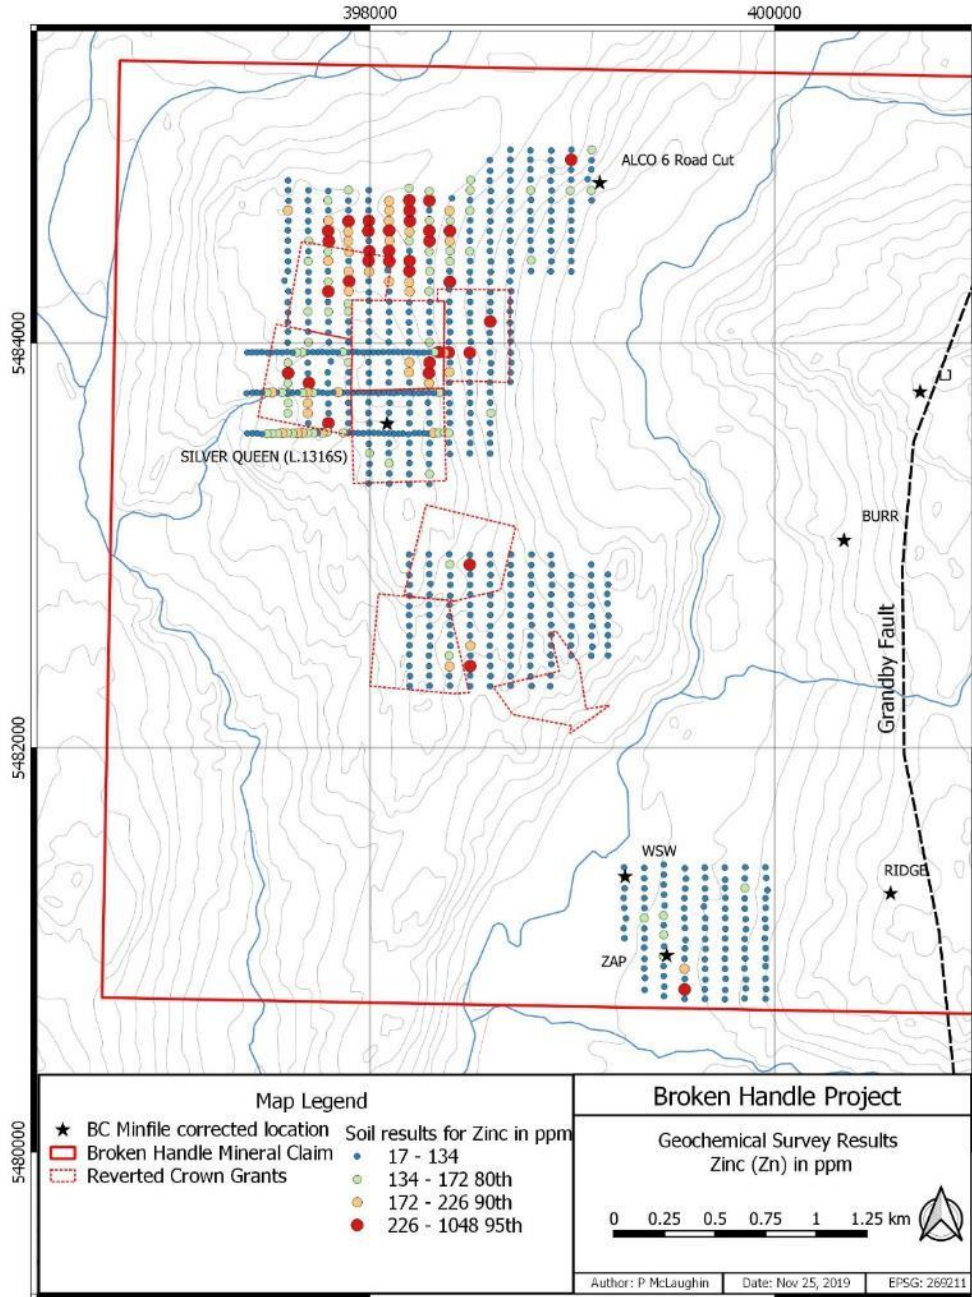 398000
400000
ALCO 6 Road Cut
5484000
LJ
SILVER QUEEN (L.1316S)
BURR
Grandby Fault
5482000
WSW
RIDGE
ZAP
5480000
Map Legend
BC Minfile corrected location
Broken Handle Mineral Claim
Reverted Crown Grants
Soil results for Zinc in ppm
17 - 134
134 - 172 80th
172 - 226 90th
226 - 1048 95th
Broken Handle Project
Geochemical Survey Results
Zinc (Zn) in ppm
0 0.25 0.5 0.75 1 1.25 km
Author: P McLaughin
Date: Nov 25, 2019
EPSG: 269211